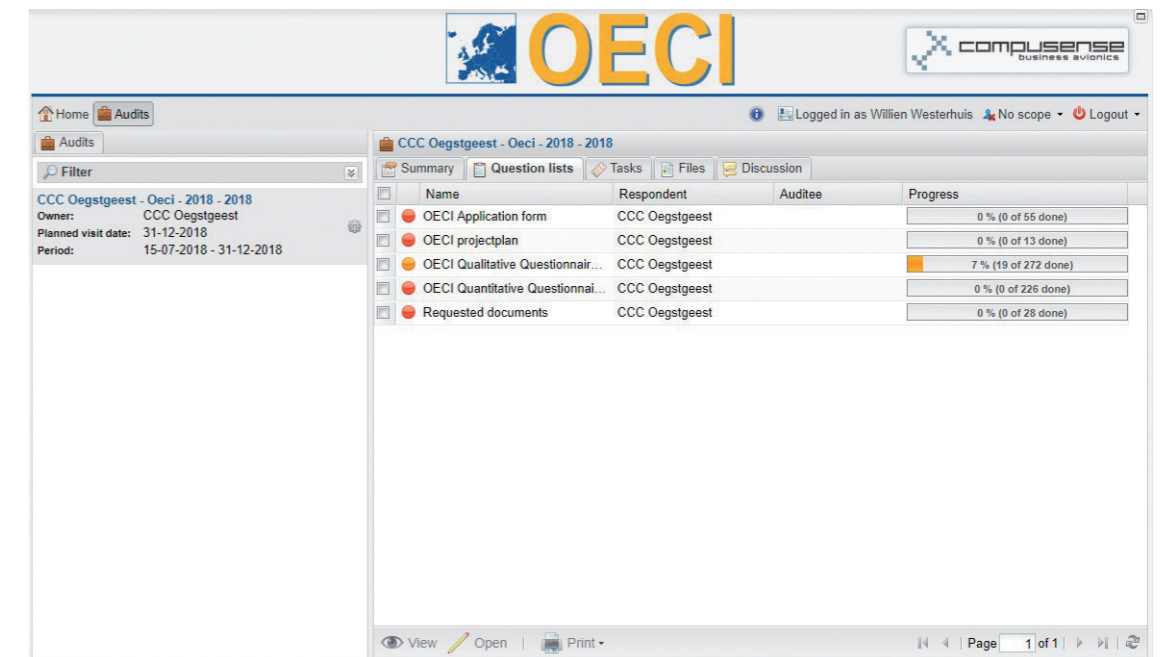 OECI
compusense
business avionics
Home Audits Logged in as Willien Westerhuis No scope Logout
Audits
Filter
CCC Oegstgeest - Oeci - 2018 - 2018
Owner: CCC Oegstgeest
Planned visit date: 31-12-2018
Period: 15-07-2018 - 31-12-2018
CCC Oegstgeest - Oeci - 2018 - 2018
Summary Question lists Tasks Files Discussion
Name Respondent Auditee Progress
OECI Application form CCC Oegstgeest 0 % (0 of 55 done)
OECI projectplan CCC Oegstgeest 0 % (0 of 13 done)
OECI Qualitative Questionnair... CCC Oegstgeest 7 % (19 of 272 done)
OECI Quantitative Questionnai... CCC Oegstgeest 0 % (0 of 226 done)
Requested documents CCC Oegstgeest 0 % (0 of 28 done)
View Open | Print | Page 1 of 1 | |